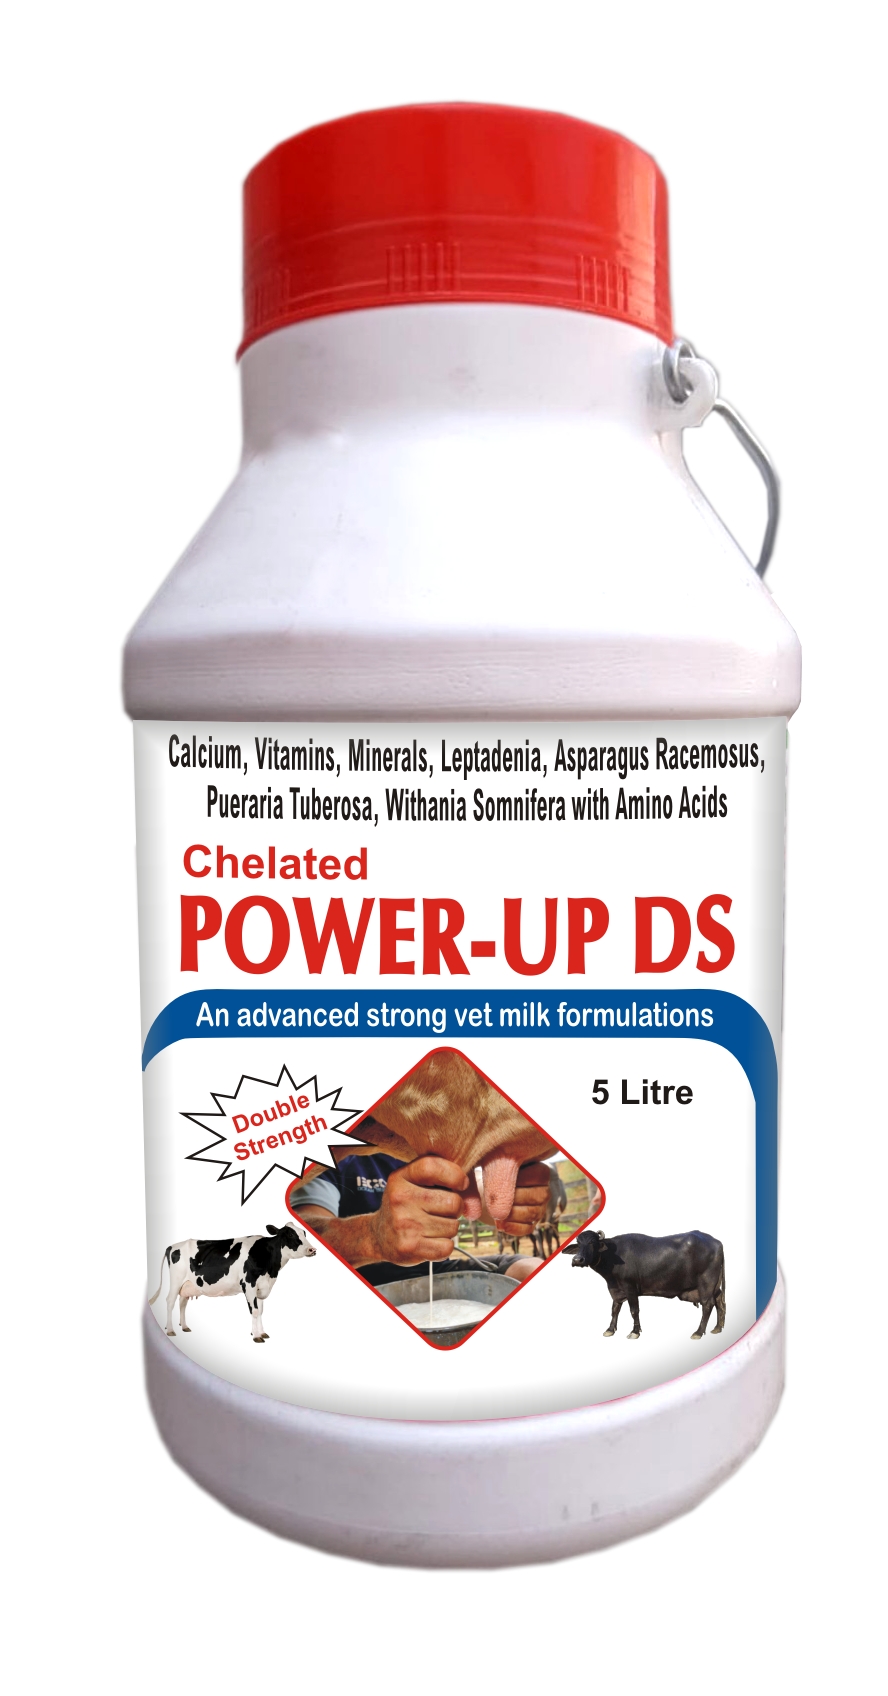 Calcium, Vitamins, Minerals, Leptadenia, Asparagus Racemosus,
Pueraria Tuberosa, Withania Somnifera with Amino Acids
Chelated
POWER-UP DS
An advanced strong vet milk formulations
Double
Strength
5 Litre